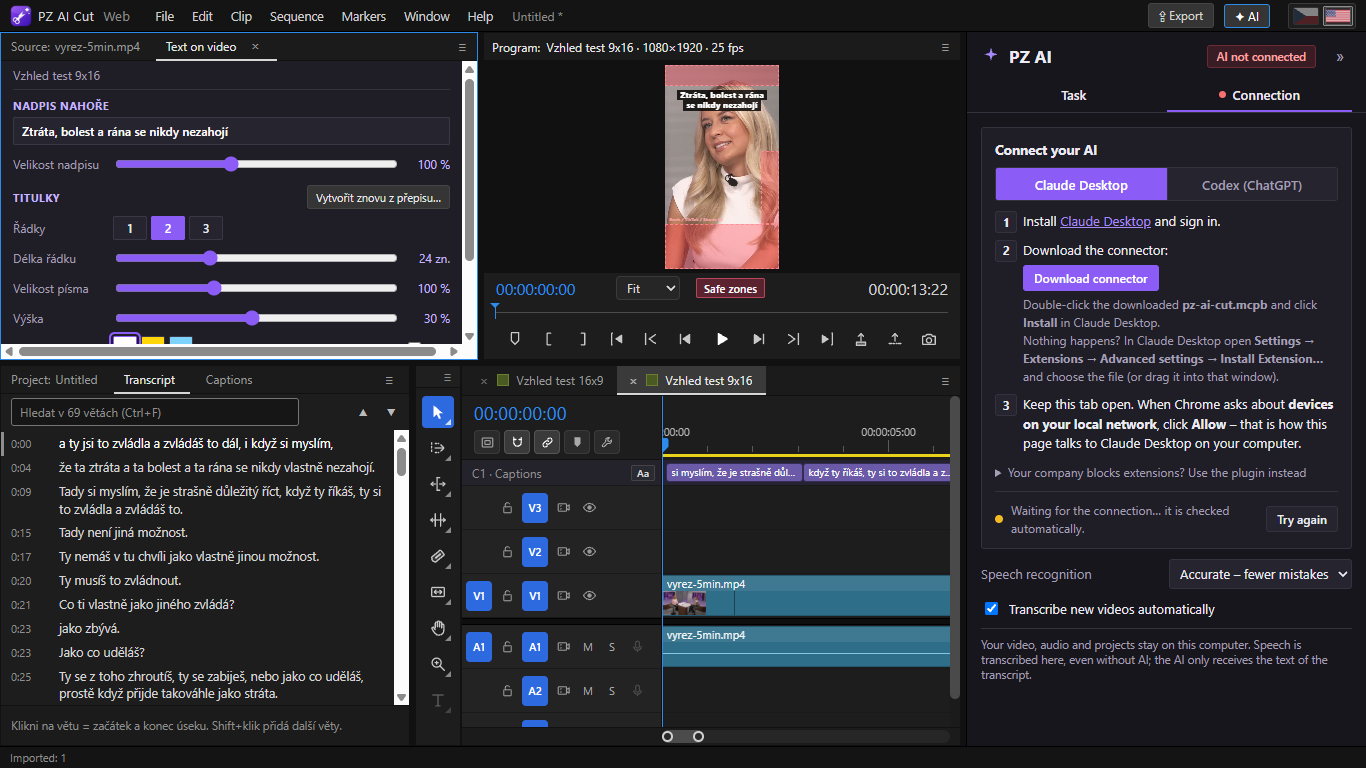 PZ AI Cut Web File Edit Clip Sequence Markers Window Help Untitled *
Export AI
Source: vyrez-5min.mp4 Text on video ×
Vzhled test 9x16
NADPIS NAHOŘE
Ztráta, bolest a rána se nikdy nezahojí
Velikost nadpisu 100 %
TITULKY Vytvořit znovu z přepisu...
Řádky 1 2 3
Délka řádku 24 zn.
Velikost písma 100 %
Výška 30 %
Program: Vzhled test 9x16 · 1080×1920 · 25 fps
Ztráta, bolest a rána
se nikdy nezahojí
00:00:00:00 Fit Safe zones 00:00:13:22
Project: Untitled Transcript Captions
Hledat v 69 větách (Ctrl+F)
0:00 a ty jsi to zvládla a zvládáš to dál, i když si myslím,
0:04 že ta ztráta a ta bolest a ta rána se nikdy vlastně nezahojí.
0:09 Tady si myslím, že je strašně důležitý říct, když ty říkáš, ty si
to zvládla a zvládáš to.
0:15 Tady není jiná možnost.
0:17 Ty nemáš v tu chvíli jako vlastně jinou možnost.
0:20 Ty musíš to zvládnout.
0:21 Co ti vlastně jako jiného zvládá?
0:23 jako zbývá.
0:23 Jako co uděláš?
0:25 Ty se z toho zhroutíš, ty se zabiješ, nebo jako co uděláš,
prostě když přijde takováhle jako stráta.
Klikni na větu = začátek a konec úseku. Shift+klik přidá další věty.
Imported: 1
× Vzhled test 16x9 × Vzhled test 9x16
00:00:00:00
:00:00 00:00:05:00
C1 · Captions Aa si myslím, že je strašně důl... když ty říkáš, ty si to zvládla a z...
V3
V2
V1 V1 vyrez-5min.mp4
A1 A1 M S vyrez-5min.mp4
A2 M S
PZ AI AI not connected »
Task Connection
Connect your AI
Claude Desktop Codex (ChatGPT)
1 Install Claude Desktop and sign in.
2 Download the connector:
Download connector
Double-click the downloaded pz-ai-cut.mcpb and click
Install in Claude Desktop.
Nothing happens? In Claude Desktop open Settings →
Extensions → Advanced settings → Install Extension...
and choose the file (or drag it into that window).
3 Keep this tab open. When Chrome asks about devices
on your local network, click Allow – that is how this
page talks to Claude Desktop on your computer.
Your company blocks extensions? Use the plugin instead
Waiting for the connection... it is checked
automatically.
Try again
Speech recognition Accurate – fewer mistakes
Transcribe new videos automatically
Your video, audio and projects stay on this computer. Speech is
transcribed here, even without AI; the AI only receives the text of the
transcript.